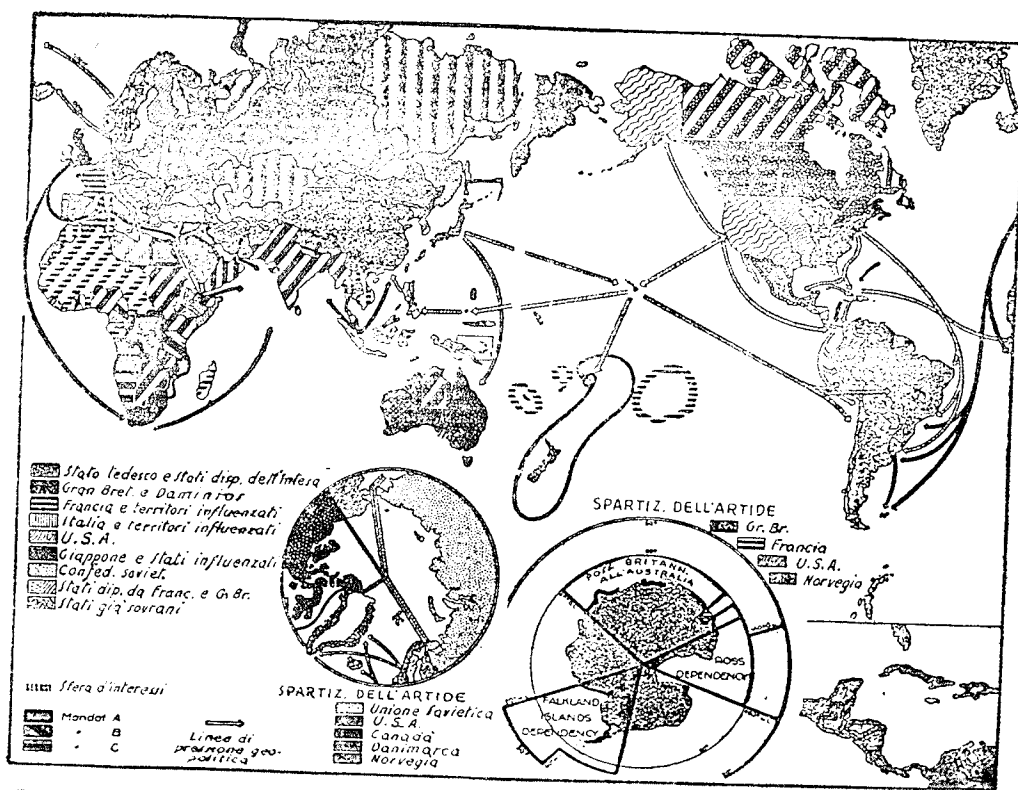 Stato tedesco e stati disp. dell'Intesa
Gran Bret. e Daminios
Francia e territori influenzati
Italia e territori influenzati
U.S.A.
Giappone e stati influenzati
Confed. soviet.
Stati dip. da Franc. e Gr Br.
Stati già sovrani
Sfera d'interessi
Mandat A
" B
" C
Linea di
pressione geo-
politica
SPARTIZ. DELL'ARTIDE
Unione Sovietica
U.S.A.
Canadà
Danimarca
Norvegia
SPARTIZ. DELL'ARTIDE
Gr. Br.
Francia
U.S.A.
Norvegia
POSS. BRITANN.
ALL'AUSTRALIA
ROSS
DEPENDENCY
FALKLAND
ISLANDS
DEPENDENCY